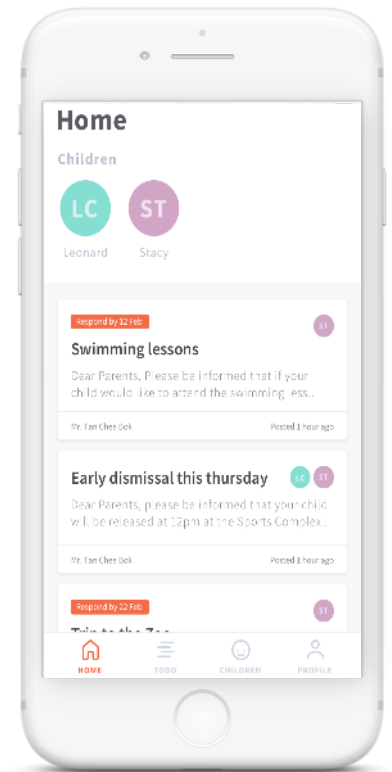 Home
Children
LC ST
Leonard Stacy
Respond by 12 Feb ST
Swimming lessons
Dear Parents, Please be informed that if your
child would like to attend the swimming less..
Mr. Tan Chee Bok Posted 1 hour ago
Early dismissal this thursday LC ST
Dear Parents, please be informed that your child
will be released at 12pm at the Sports Complex..
Mr. Tan Chee Bok Posted 1 hour ago
Respond by 22 Feb ST
Trip to the Zoo
HOME TODO CHILDREN PROFILE